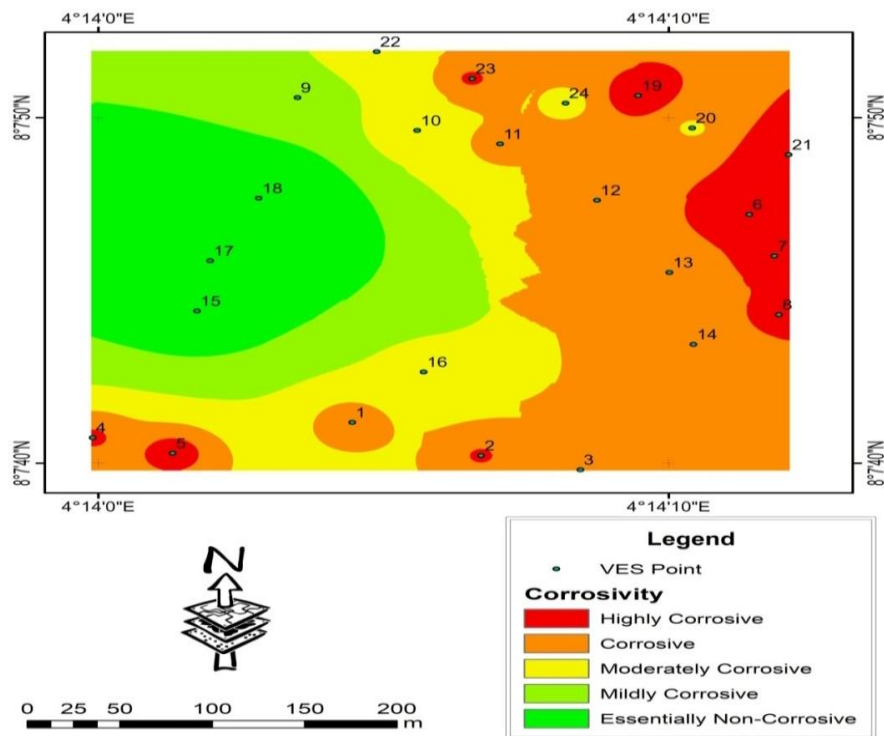 4°14'0"E 4°14'10"E
22
23
9
24
19
8°7'50"N 8°7'50"N
20
10
11
21
18
12
6
17
7
13
15
8
14
16
1
4
5
2
3
8°7'40"N 8°7'40"N
4°14'0"E 4°14'10"E
Legend
VES Point
Corrosivity
Highly Corrosive
Corrosive
Moderately Corrosive
Mildly Corrosive
Essentially Non-Corrosive
N
0 25 50 100 150 200
m